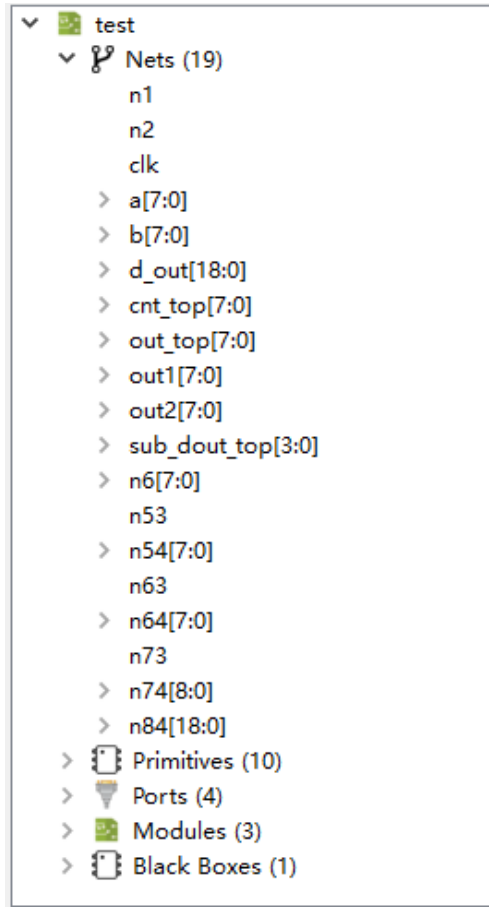 test
Nets (19)
n1
n2
clk
a[7:0]
b[7:0]
d_out[18:0]
cnt_top[7:0]
out_top[7:0]
out1[7:0]
out2[7:0]
sub_dout_top[3:0]
n6[7:0]
n53
n54[7:0]
n63
n64[7:0]
n73
n74[8:0]
n84[18:0]
Primitives (10)
Ports (4)
Modules (3)
Black Boxes (1)